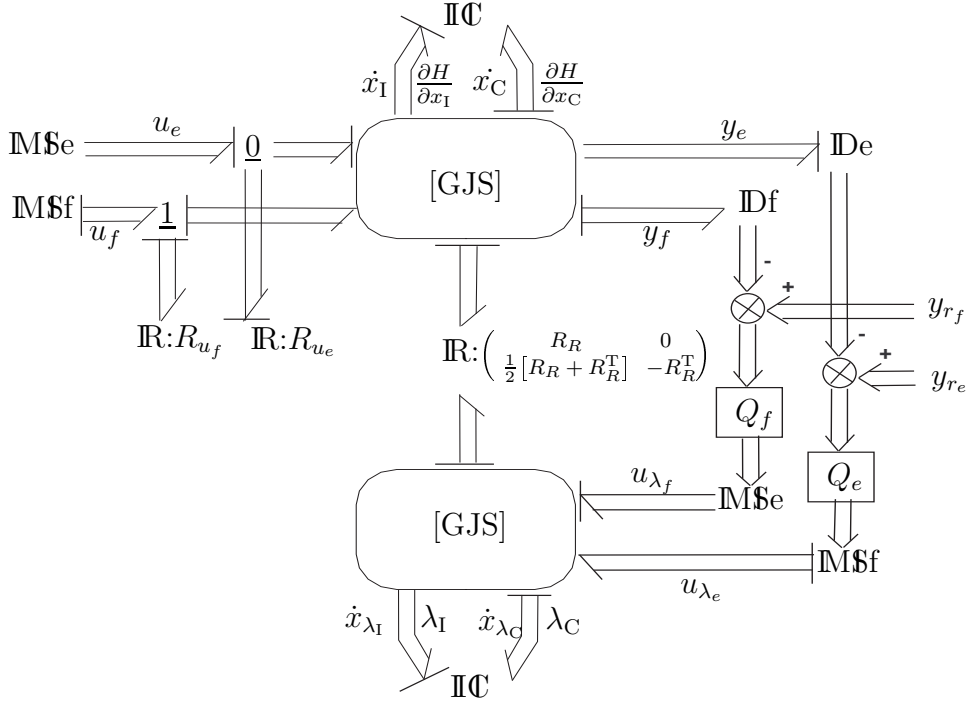 𝕀ℂ
ẋ_I ∂H/∂x_I ẋ_C ∂H/∂x_C
𝕄𝕊e u_e 0 [GJS] y_e 𝔻e
𝕄𝕊f u_f 1 y_f 𝔻f
- + y_{r_f}
ℝ:R_{u_f} ℝ:R_{u_e} ℝ: ( R_R 0 ; ½[R_R + R_R^T] -R_R^T )
- + y_{r_e}
Q_f
[GJS] u_{λ_f} 𝕄𝕊e Q_e
u_{λ_e} 𝕄𝕊f
ẋ_{λ_I} λ_I ẋ_{λ_C} λ_C
𝕀ℂ